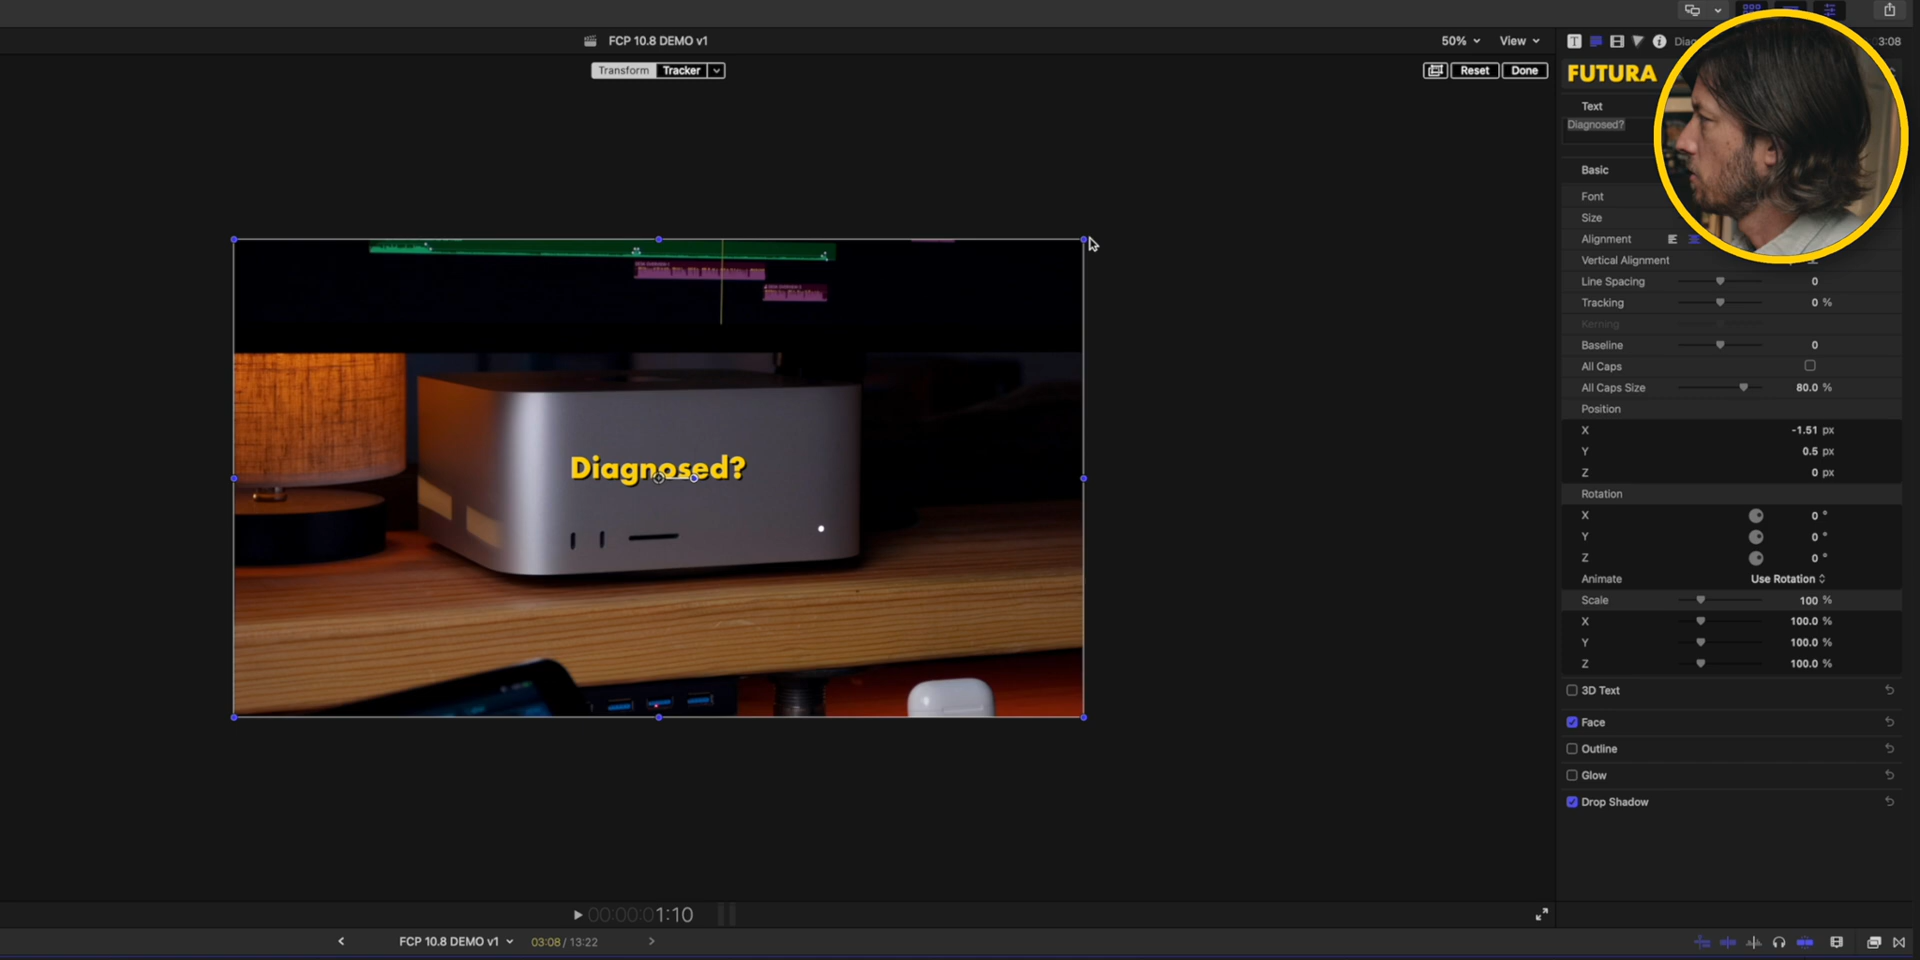 FCP 10.8 DEMO v1
50%
View
3:08
Transform
Tracker
Reset
Done
FUTURA
Text
Diagnosed?
Basic
Font
Size
Alignment
Vertical Alignment
Line Spacing
0
Tracking
0 %
Kerning
Baseline
0
All Caps
All Caps Size
80.0 %
Position
X
-1.51 px
Y
0.5 px
Z
0 px
Rotation
X
0 °
Y
0 °
Z
0 °
Animate
Use Rotation
Scale
100 %
X
100.0 %
Y
100.0 %
Z
100.0 %
3D Text
Face
Outline
Glow
Drop Shadow
Diagnosed?
00:00:01:10
FCP 10.8 DEMO v1
03:08 / 13:22